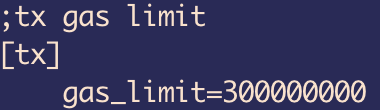 ;tx gas limit
[tx]
    gas_limit=300000000